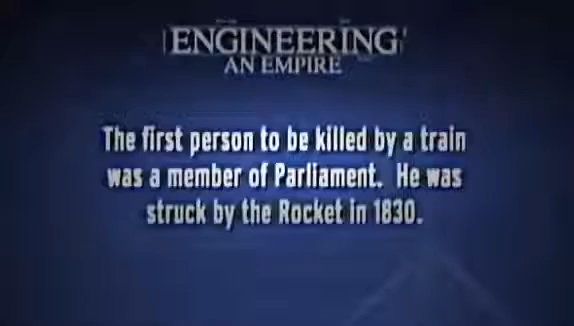 ENGINEERING
AN EMPIRE
The first person to be killed by a train
was a member of Parliament. He was
struck by the Rocket in 1830.